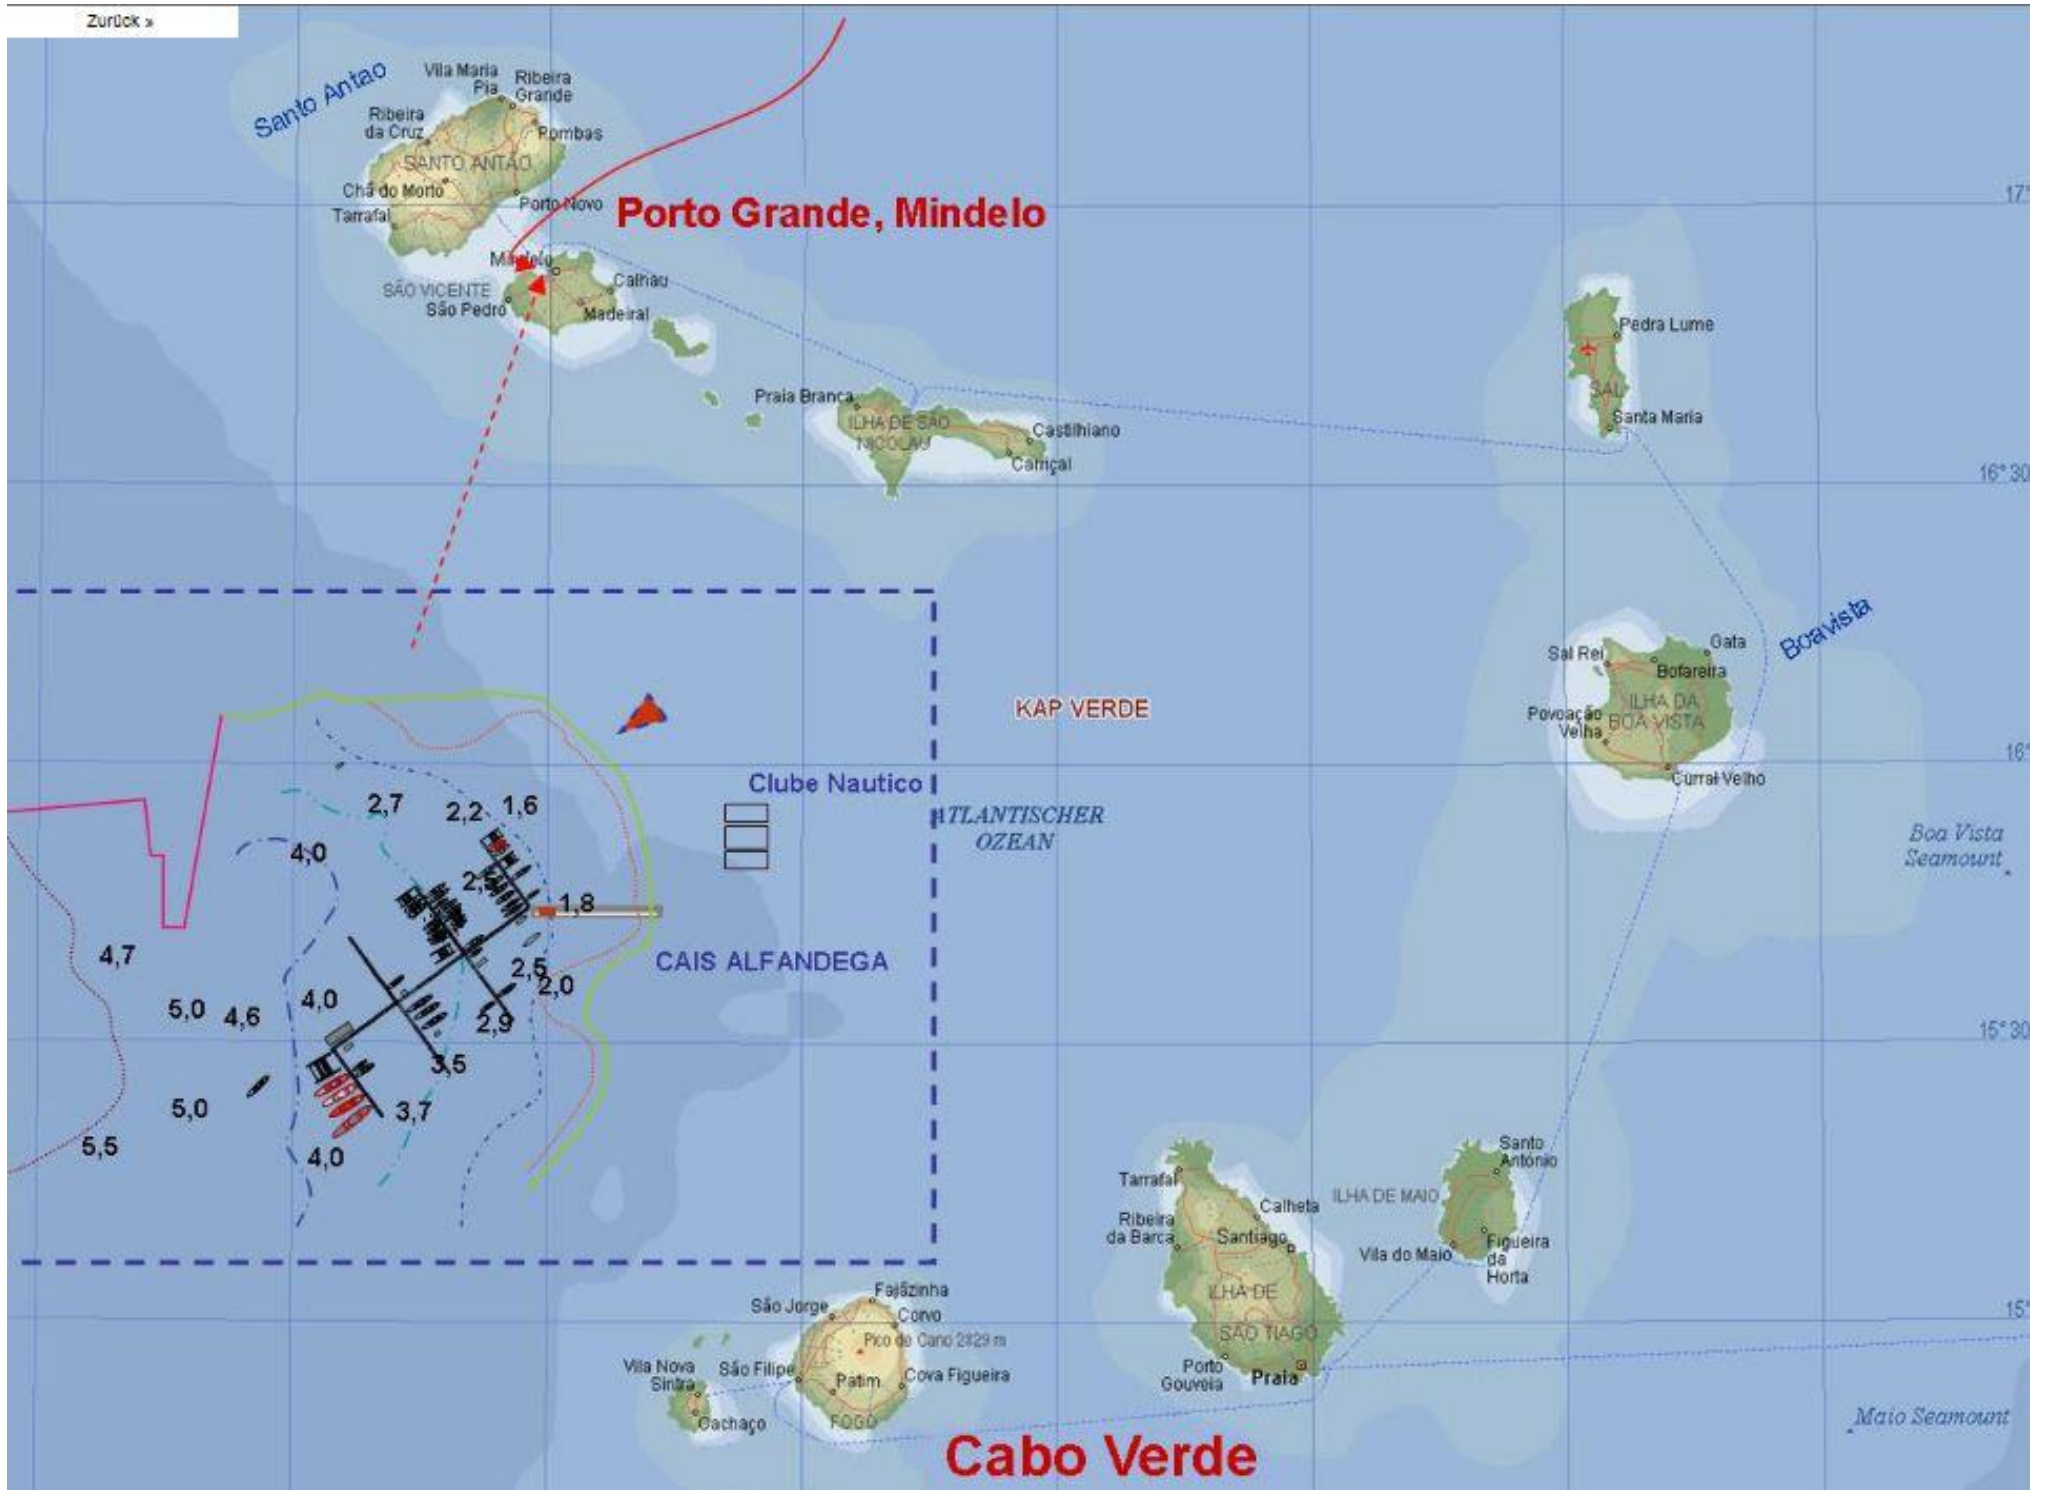 Zurück »
Santo Antao
Vila Maria
Pia
Ribeira
Grande
Ribeira
da Cruz
Pombas
SANTO ANTÃO
Chã do Morto
Tarrafal
Porto Novo
Porto Grande, Mindelo
17°
Mindelo
SÃO VICENTE
São Pedro
Calhau
Madeiral
Pedra Lume
SAL
Santa Maria
Praia Branca
ILHA DE SÃO
NICOLAU
Castilhiano
Carriçal
16°30
Boavista
Sal Rei
Gata
Bofareira
ILHA DA
BOA VISTA
Povoação
Velha
Curral Velho
16°
KAP VERDE
Clube Nautico
ATLANTISCHER
OZEAN
Boa Vista
Seamount
2,7
2,2
1,6
4,0
1,8
4,7
CAIS ALFANDEGA
2,5
2,0
5,0
4,6
4,0
2,9
15°30
3,5
5,0
3,7
5,5
4,0
Santo
António
Tarrafal
ILHA DE MAIO
Calheta
Ribeira
da Barca
Santiago
Vila do Maio
Figueira
da
Horta
ILHA DE
SÃO TIAGO
Porto
Gouveia
Praia
15°
Fajãzinha
São Jorge
Corvo
Pico do Cano 2829 m
Vila Nova
Sintra
São Filipe
Patim
Cova Figueira
FOGO
Cachaço
Maio Seamount
Cabo Verde